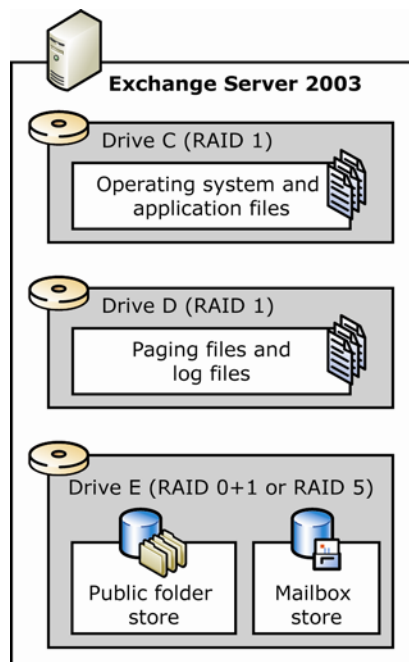 Exchange Server 2003
Drive C (RAID 1)
Operating system and
application files
Drive D (RAID 1)
Paging files and
log files
Drive E (RAID 0+1 or RAID 5)
Public folder
store
Mailbox
store